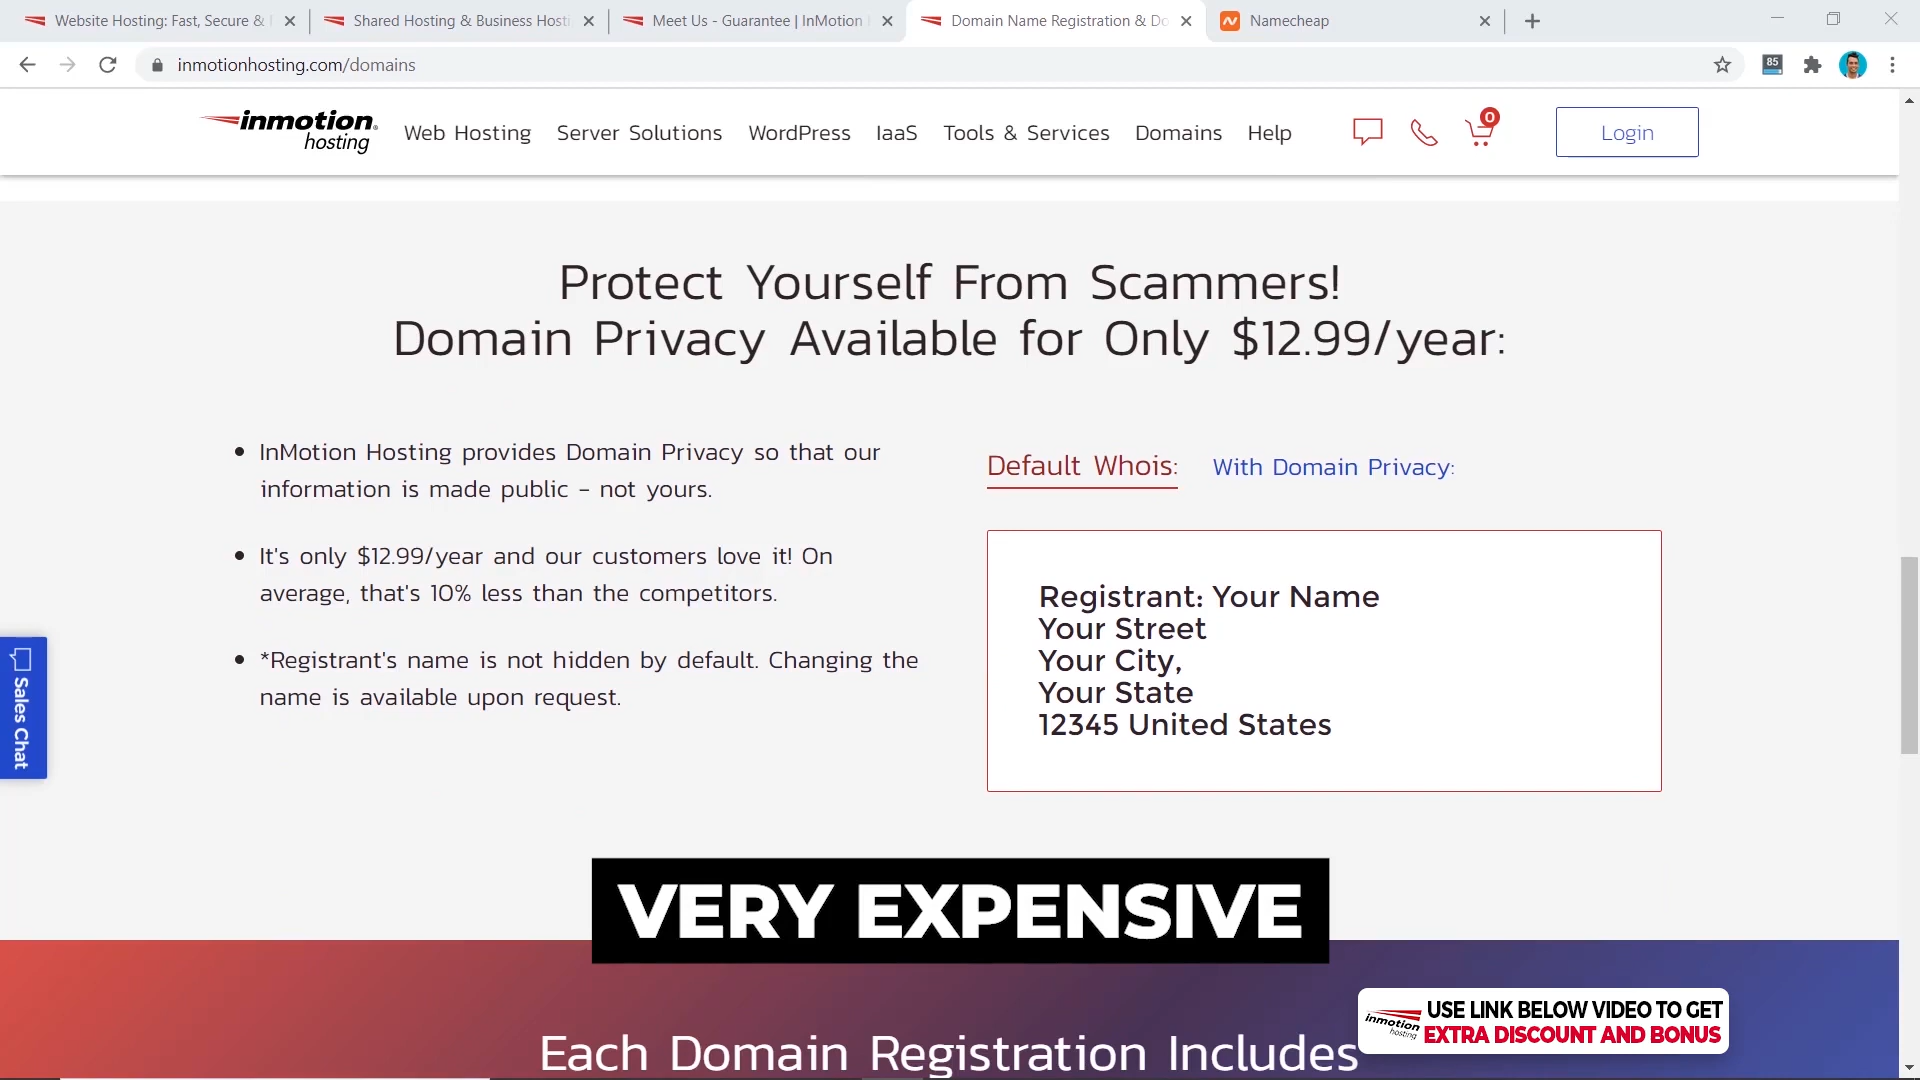 Website Hosting: Fast, Secure &
Shared Hosting & Business Hosti
Meet Us - Guarantee | InMotion
Domain Name Registration & Do
Namecheap
inmotionhosting.com/domains
85
inmotion
hosting
Web Hosting
Server Solutions
WordPress
IaaS
Tools & Services
Domains
Help
0
Login
Protect Yourself From Scammers!
Domain Privacy Available for Only $12.99/year:
InMotion Hosting provides Domain Privacy so that our
information is made public - not yours.
It's only $12.99/year and our customers love it! On
average, that's 10% less than the competitors.
*Registrant's name is not hidden by default. Changing the
name is available upon request.
Default Whois:
With Domain Privacy:
Registrant: Your Name
Your Street
Your City,
Your State
12345 United States
Sales Chat
VERY EXPENSIVE
Each Domain Registration Includes
inmotion
hosting
USE LINK BELOW VIDEO TO GET
EXTRA DISCOUNT AND BONUS